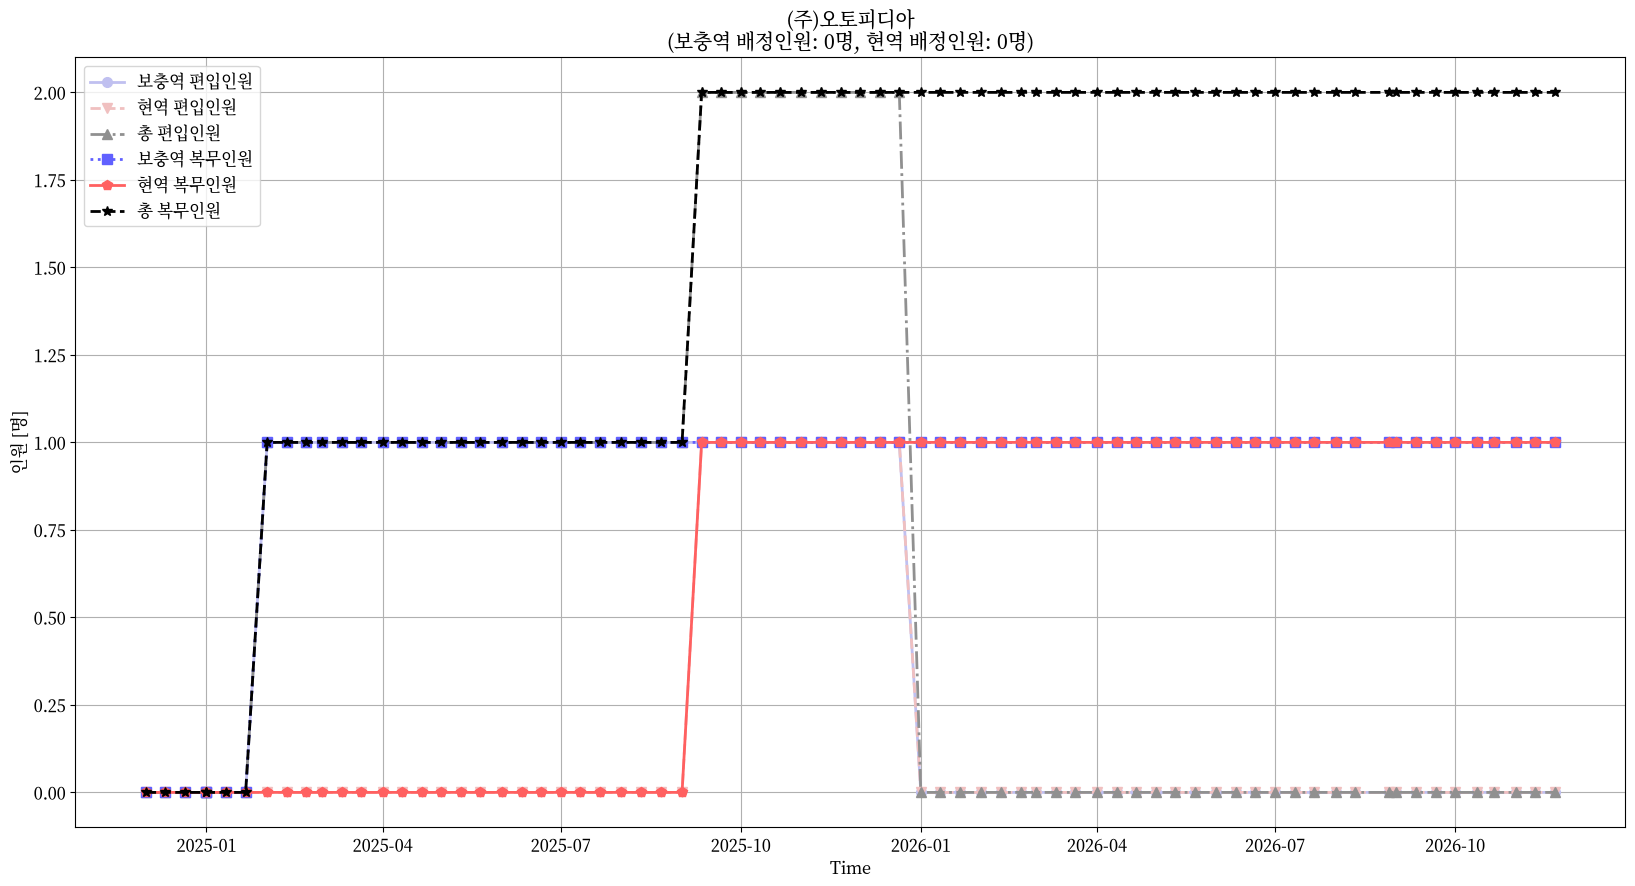 (주)오토피디아
(보충역 배정인원: 0명, 현역 배정인원: 0명)
보충역 편입인원
현역 편입인원
총 편입인원
보충역 복무인원
현역 복무인원
총 복무인원
2.00
1.75
1.50
1.25
1.00
0.75
0.50
0.25
0.00
인원 [명]
2025-01 2025-04 2025-07 2025-10 2026-01 2026-04 2026-07 2026-10
Time